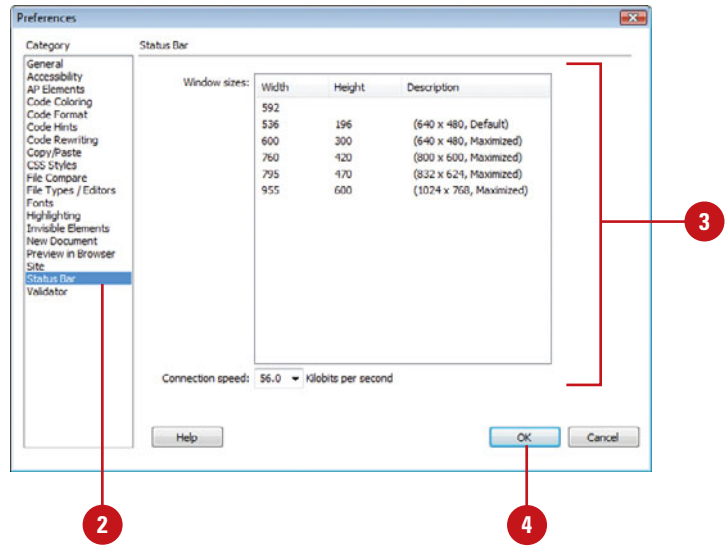 Preferences
Category
Status Bar
General
Accessibility
AP Elements
Code Coloring
Code Format
Code Hints
Code Rewriting
Copy/Paste
CSS Styles
File Compare
File Types / Editors
Fonts
Highlighting
Invisible Elements
New Document
Preview in Browser
Site
Status Bar
Validator
Window sizes:
Width Height Description
592
536 196 (640 x 480, Default)
600 300 (640 x 480, Maximized)
760 420 (800 x 600, Maximized)
795 470 (832 x 624, Maximized)
955 600 (1024 x 768, Maximized)
Connection speed: 56.0 Kilobits per second
Help OK Cancel
3
2 4